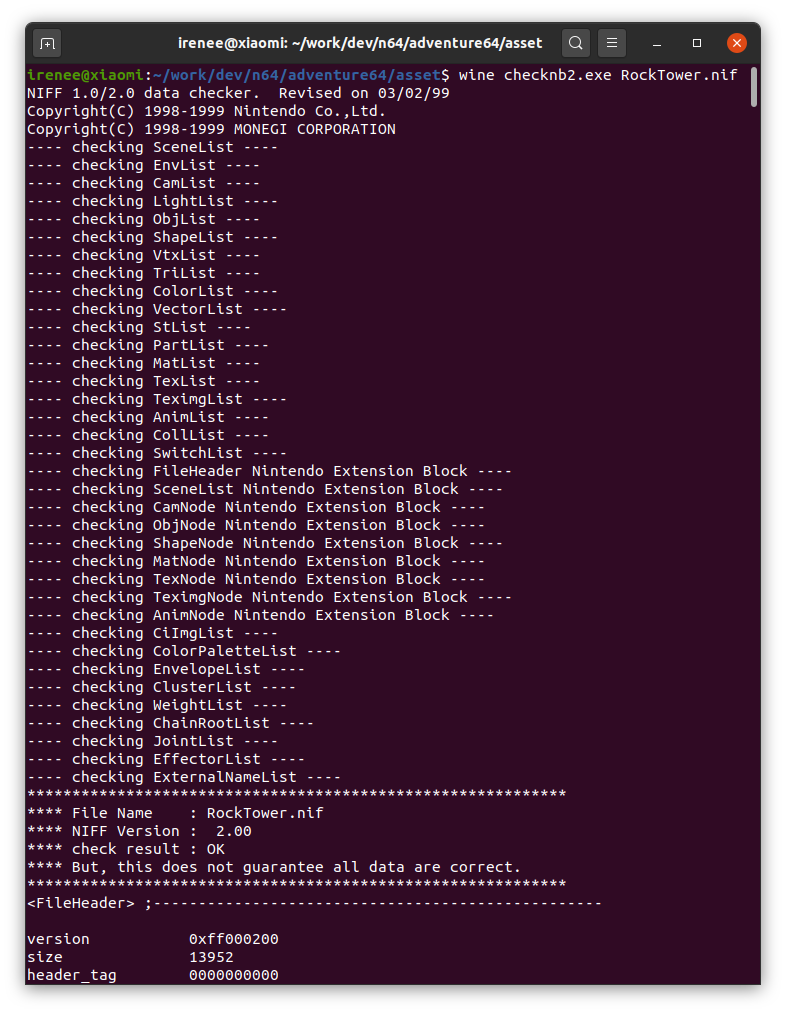 irenee@xiaomi: ~/work/dev/n64/adventure64/asset
irenee@xiaomi:~/work/dev/n64/adventure64/asset$ wine checknb2.exe RockTower.nif
NIFF 1.0/2.0 data checker.  Revised on 03/02/99
Copyright(C) 1998-1999 Nintendo Co.,Ltd.
Copyright(C) 1998-1999 MONEGI CORPORATION
---- checking SceneList ----
---- checking EnvList ----
---- checking CamList ----
---- checking LightList ----
---- checking ObjList ----
---- checking ShapeList ----
---- checking VtxList ----
---- checking TriList ----
---- checking ColorList ----
---- checking VectorList ----
---- checking StList ----
---- checking PartList ----
---- checking MatList ----
---- checking TexList ----
---- checking TeximgList ----
---- checking AnimList ----
---- checking CollList ----
---- checking SwitchList ----
---- checking FileHeader Nintendo Extension Block ----
---- checking SceneList Nintendo Extension Block ----
---- checking CamNode Nintendo Extension Block ----
---- checking ObjNode Nintendo Extension Block ----
---- checking ShapeNode Nintendo Extension Block ----
---- checking MatNode Nintendo Extension Block ----
---- checking TexNode Nintendo Extension Block ----
---- checking TeximgNode Nintendo Extension Block ----
---- checking AnimNode Nintendo Extension Block ----
---- checking CiImgList ----
---- checking ColorPaletteList ----
---- checking EnvelopeList ----
---- checking ClusterList ----
---- checking WeightList ----
---- checking ChainRootList ----
---- checking JointList ----
---- checking EffectorList ----
---- checking ExternalNameList ----
************************************************************
**** File Name    : RockTower.nif
**** NIFF Version :  2.00
**** check result : OK
**** But, this does not guarantee all data are correct.
************************************************************
<FileHeader> ;--------------------------------------------------
version           0xff000200
size              13952
header_tag        0000000000